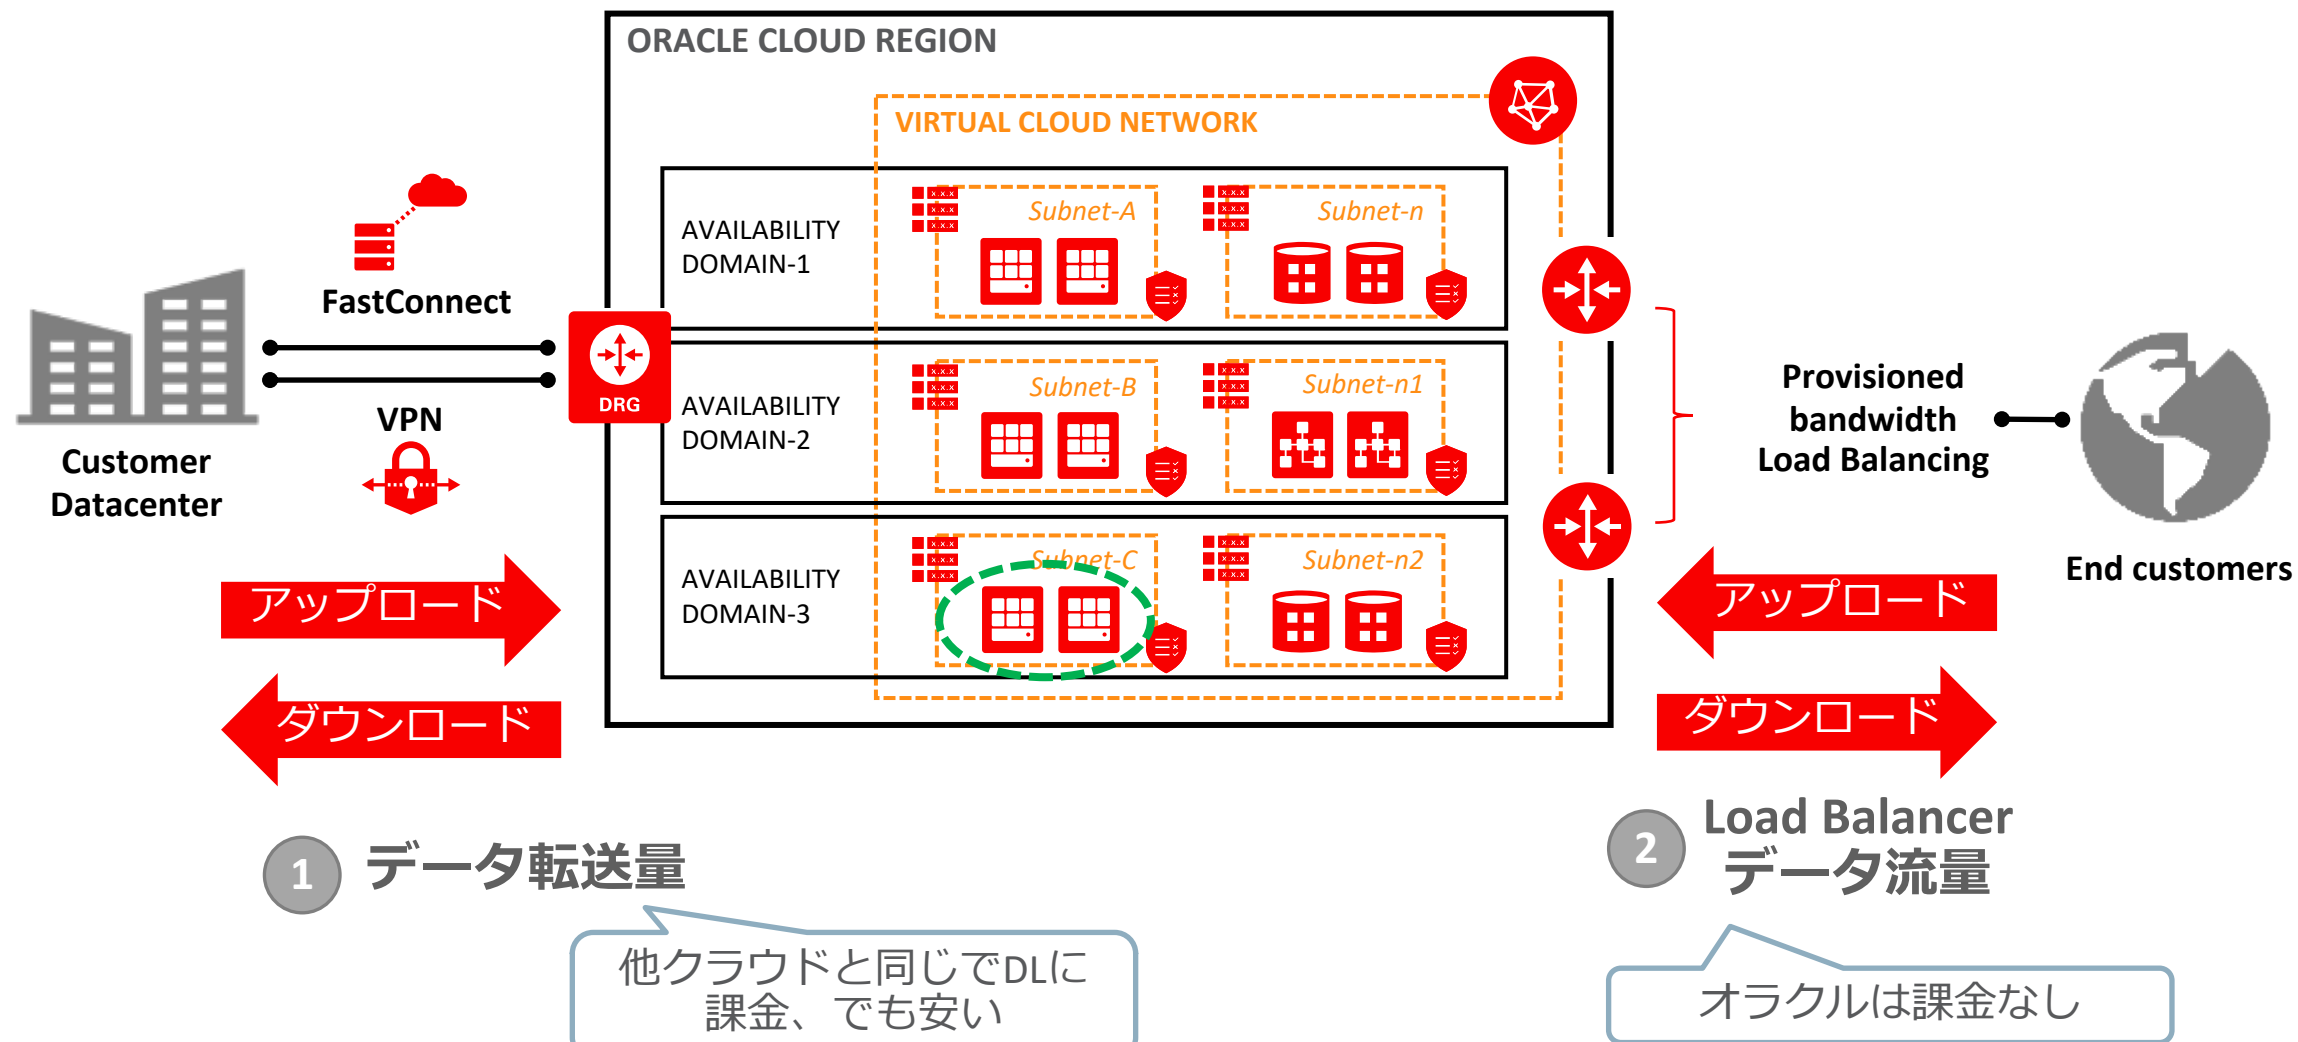 ORACLE CLOUD REGION
VIRTUAL CLOUD NETWORK
FastConnect
VPN
Customer
Datacenter
DRG
AVAILABILITY
DOMAIN-1
Subnet-A
x.x.x
x.x.x
x.x.x
Subnet-n
x.x.x
x.x.x
x.x.x
AVAILABILITY
DOMAIN-2
Subnet-B
x.x.x
x.x.x
x.x.x
Subnet-n1
x.x.x
x.x.x
x.x.x
AVAILABILITY
DOMAIN-3
Subnet-C
x.x.x
x.x.x
x.x.x
Subnet-n2
x.x.x
x.x.x
x.x.x
Provisioned
bandwidth
Load Balancing
End customers
アップロード
ダウンロード
アップロード
ダウンロード
1 データ転送量
他クラウドと同じでDLに
課金、でも安い
2 Load Balancer
データ流量
オラクルは課金なし